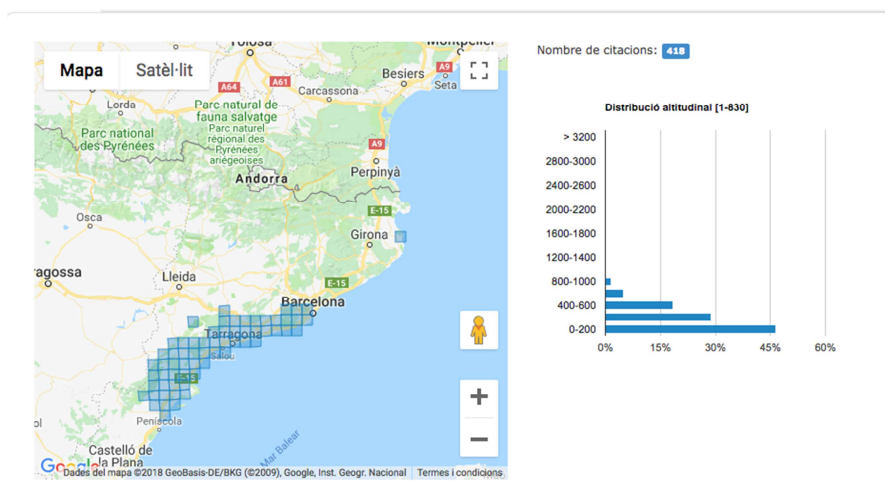 Tolosa
Montpeller
Mapa
Satèl·lit
A9
Besiers
Seta
A64
A61
Carcassona
Lorda
Parc natural de
fauna salvatge
Parc naturel
régional des
Pyrénées
ariégeoises
Parc national
des Pyrénées
A9
Perpinyà
Andorra
E-15
Osca
Girona
ragossa
Lleida
E-15
Barcelona
Tarragona
Salou
E-15
Peníscola
Castelló de
la Plana
Mar Balear
Google
Dades del mapa ©2018 GeoBasis-DE/BKG (©2009), Google, Inst. Geogr. Nacional
Termes i condicions
Nombre de citacions: 418
Distribució altitudinal [1-830]
> 3200
2800-3000
2400-2600
2000-2200
1600-1800
1200-1400
800-1000
400-600
0-200
0% 15% 30% 45% 60%